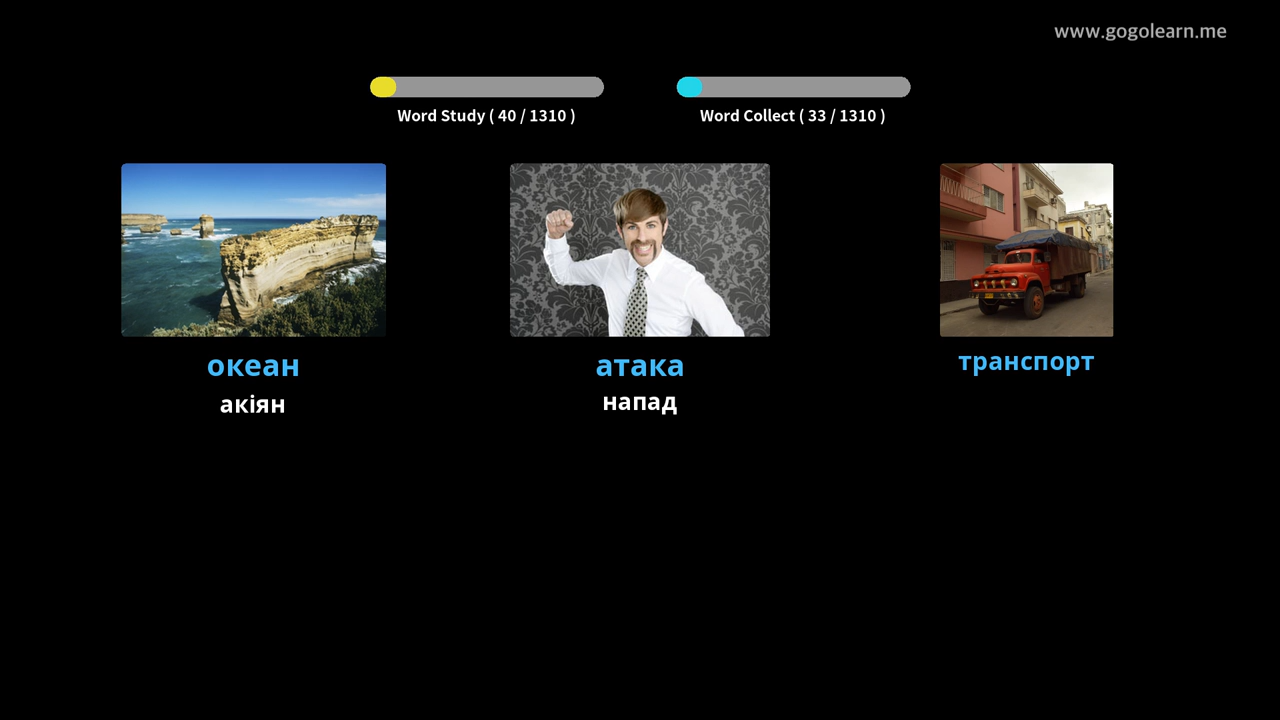 www.gogolearn.me
Word Study ( 40 / 1310 )
Word Collect ( 33 / 1310 )
океан
акіян
атака
напад
транспорт